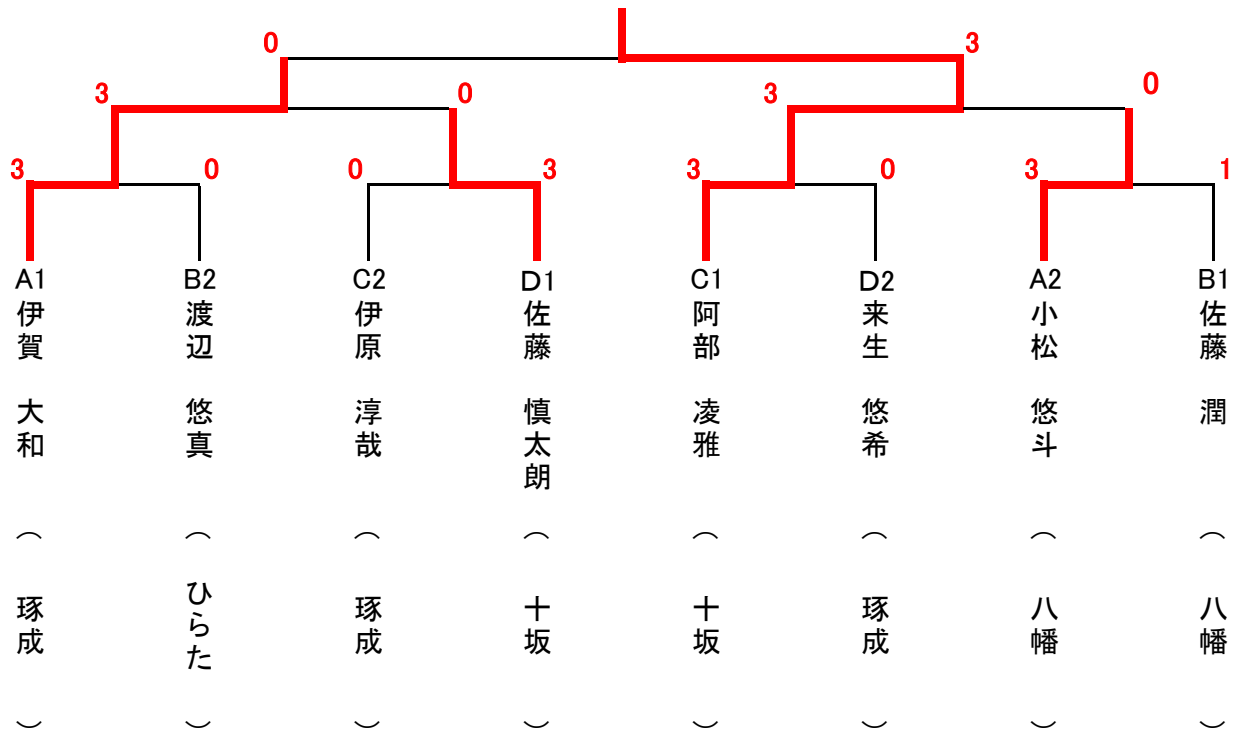 0 3
3 0 3 0
3 0 0 3 3 0 3 1
A1 B2 C2 D1 C1 D2 A2 B1
伊賀 大和 （ 琢成 ）
渡辺 悠真 （ ひらた ）
伊原 淳哉 （ 琢成 ）
佐藤 慎太朗 （ 十坂 ）
阿部 凌雅 （ 十坂 ）
来生 悠希 （ 琢成 ）
小松 悠斗 （ 八幡 ）
佐藤 潤 （ 八幡 ）